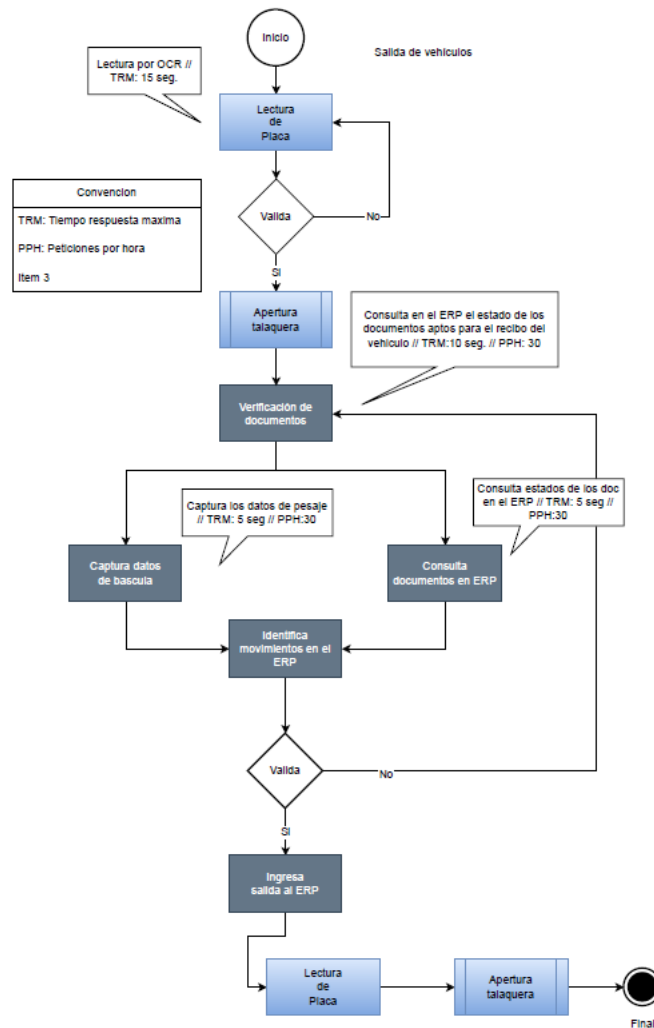 Inicio
Salida de vehículos
Lectura por OCR //
TRM: 15 seg.
Lectura
de
Placa
Convencion
TRM: Tiempo respuesta maxima
PPH: Peticiones por hora
Item 3
Valida
No
SI
Apertura
talaquera
Consulta en el ERP el estado de los
documentos aptos para el recibo del
vehículo // TRM:10 seg. // PPH: 30
Verificación de
documentos
Captura los datos de pesaje
// TRM: 5 seg // PPH:30
Consulta estados de los doc
en el ERP // TRM: 5 seg //
PPH:30
Captura datos
de bascula
Consulta
documentos en ERP
Identifica
movimientos en el
ERP
Valida
No
SI
Ingresa
salida al ERP
Lectura
de
Placa
Apertura
talaquera
Final